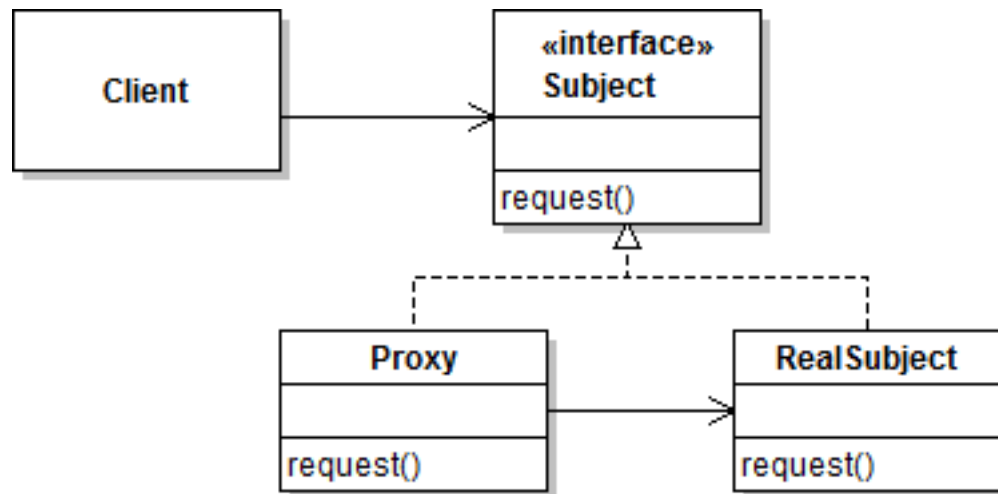 Client
«interface»
Subject
request()
Proxy
request()
RealSubject
request()